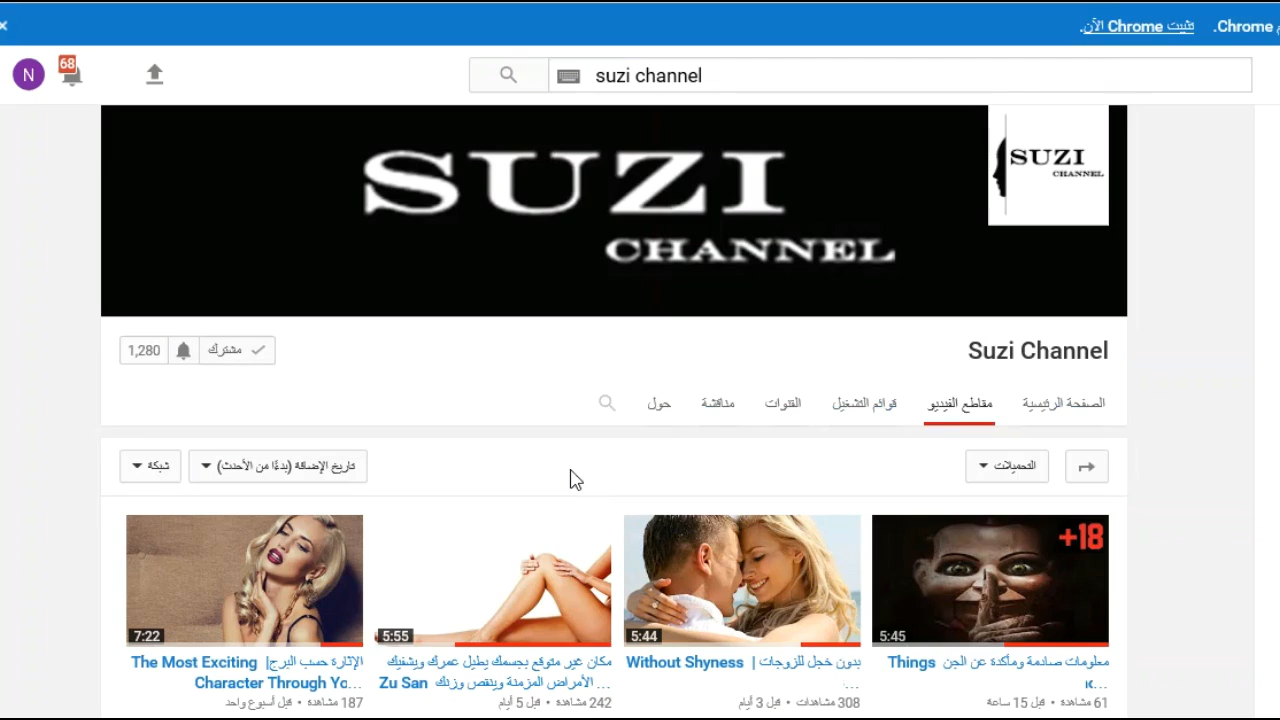 تثبيت Chrome الآن.
Chrome.
N
68
suzi channel
SUZI
CHANNEL
SUZI
CHANNEL
Suzi Channel
مشترك
1,280
الصفحة الرئيسية
مقاطع الفيديو
قوائم التشغيل
القنوات
مناقشة
حول
التحميلات
تاريخ الإضافة (بدءًا من الأحدث)
شبكة
+18
5:45
5:44
5:55
7:22
معلومات صادمة ومأكدة عن الجن Things
61 مشاهدة • قبل 15 ساعة
بدون خجل للزوجات | Without Shyness
...
308 مشاهدات • قبل 3 أيام
مكان غير متوقع بجسمك يطيل عمرك ويشفيك
الأمراض المزمنة وينقص وزنك Zu San ...
242 مشاهدة • قبل 5 أيام
الإثارة حسب البرج| The Most Exciting
Character Through Yo...
187 مشاهدة • قبل أسبوع واحد